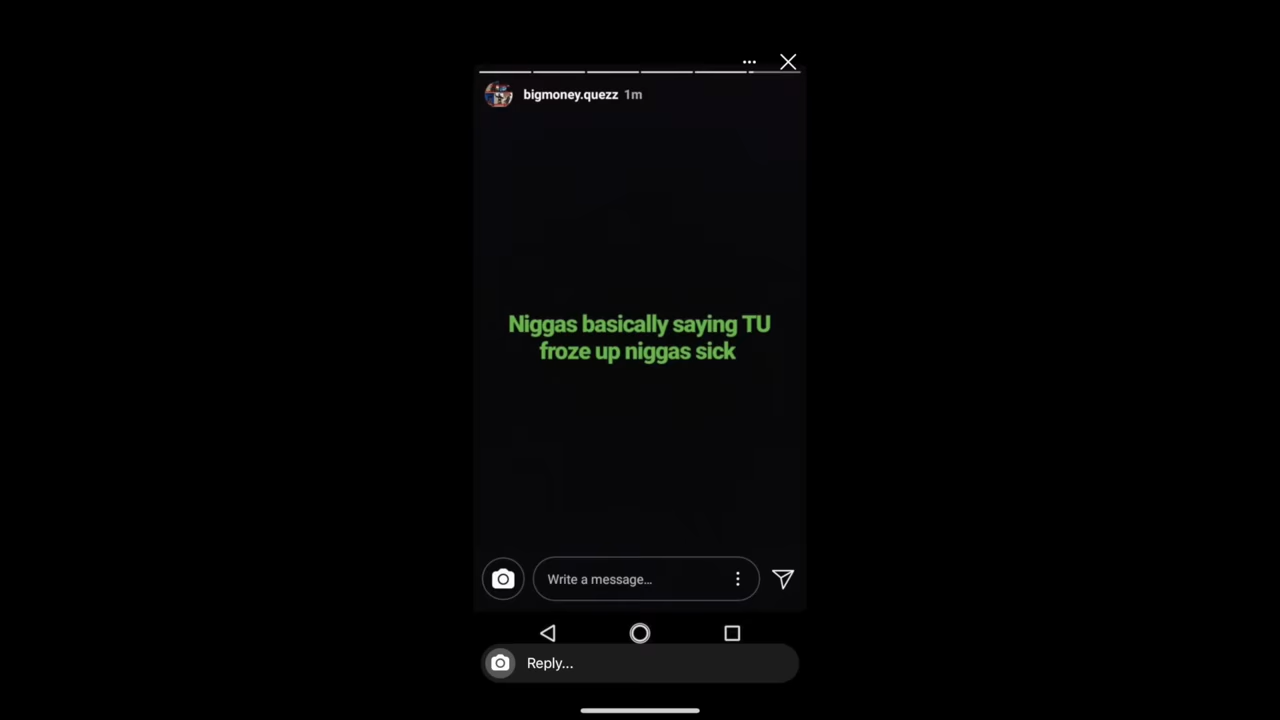 bigmoney.quezz 1m
Niggas basically saying TU
froze up niggas sick
Write a message...
Reply...